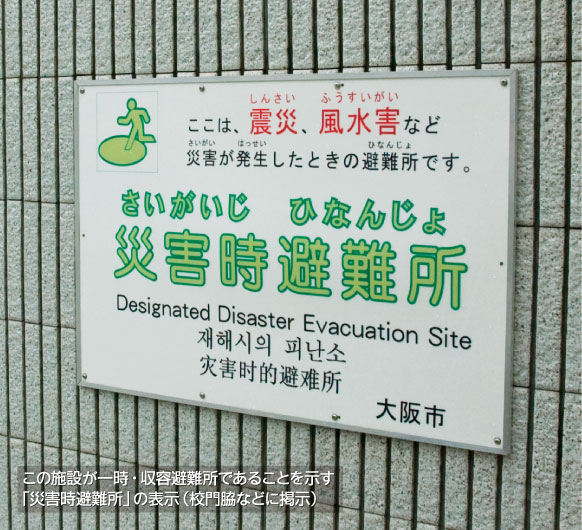 しんさい ふうすいがい
ここは、震災、風水害など
さいがい はっせい ひなんじょ
災害が発生したときの避難所です。
さいがいじ ひなんじょ
災害時避難所
Designated Disaster Evacuation Site
재해시의 피난소
灾害时的避难所
大阪市
この施設が一時・収容避難所であることを示す
「災害時避難所」の表示（校門脇などに掲示）